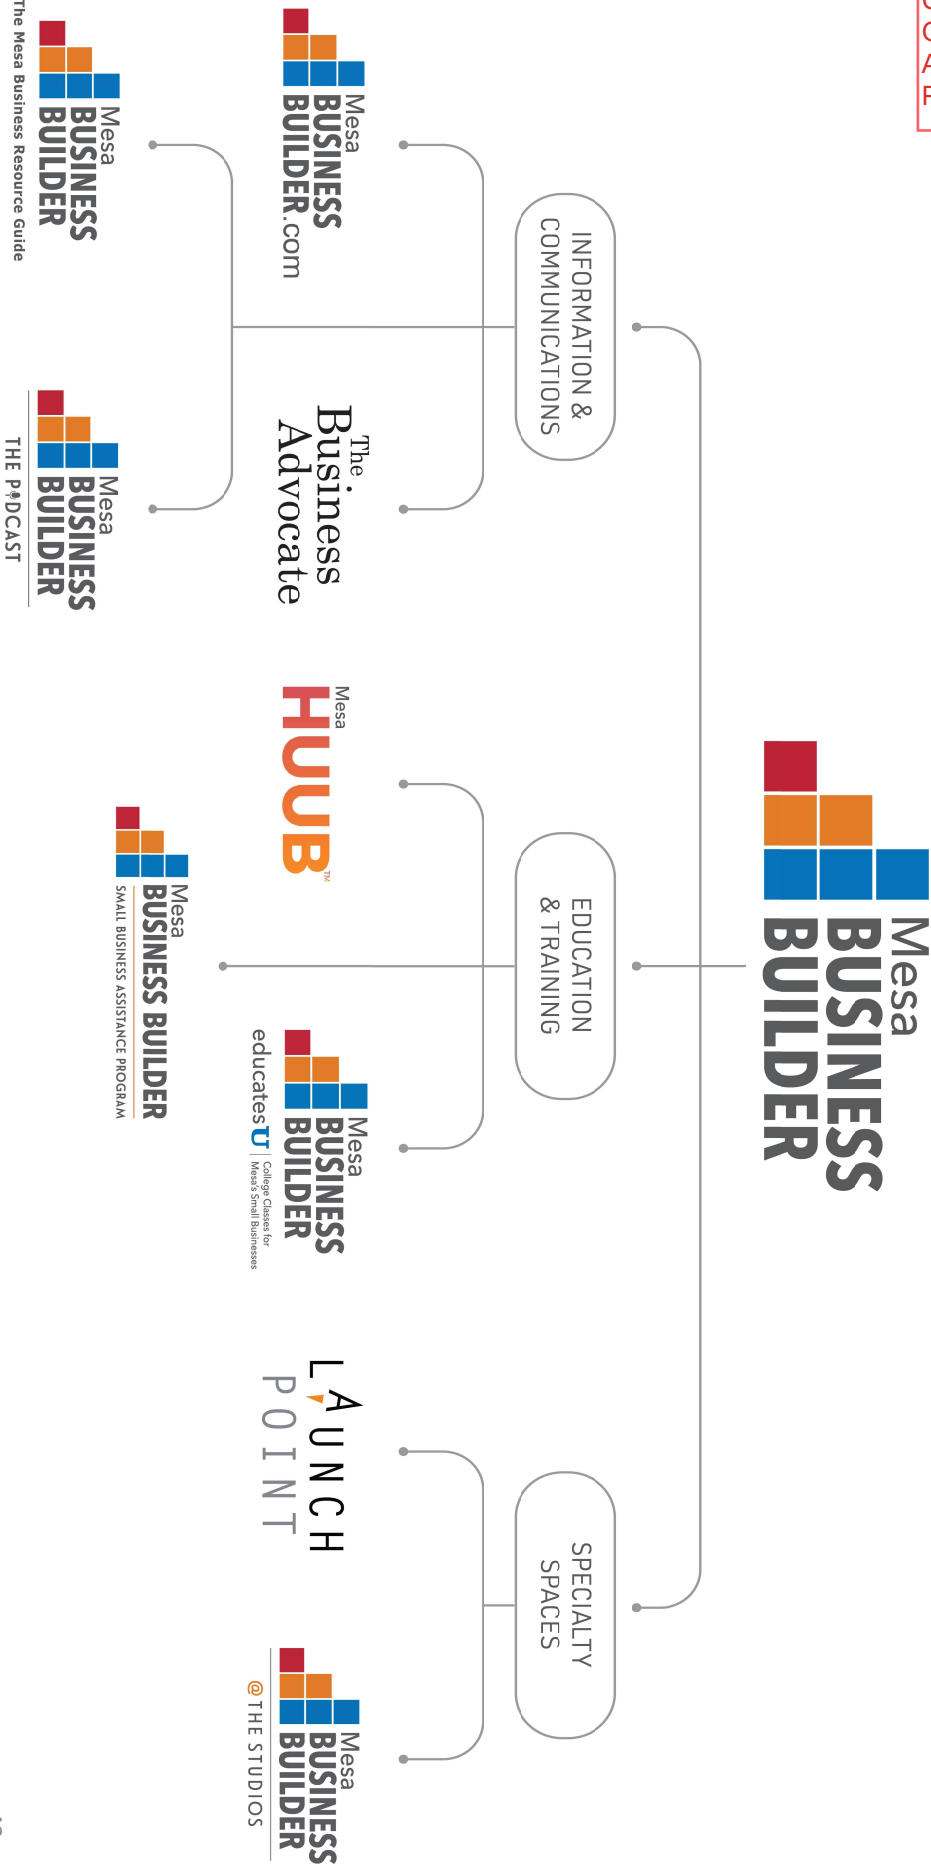 Mesa
BUSINESS
BUILDER
INFORMATION &
COMMUNICATIONS
EDUCATION
& TRAINING
SPECIALTY
SPACES
Mesa
BUSINESS
BUILDER.com
The
Business
Advocate
Mesa
HUUB™
Mesa
BUSINESS
BUILDER
educatesU
College Classes for
Mesa's Small Businesses
LAUNCH
POINT
Mesa
BUSINESS
BUILDER
@THE STUDIOS
Mesa
BUSINESS BUILDER
SMALL BUSINESS ASSISTANCE PROGRAM
Mesa
BUSINESS
BUILDER
The Mesa Business Resource Guide
Mesa
BUSINESS
BUILDER
THE PODCAST